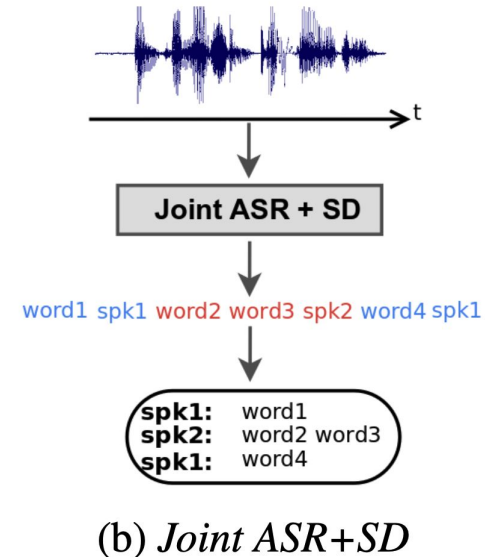 t
Joint ASR + SD
word1 spk1 word2 word3 spk2 word4 spk1
spk1: word1
spk2: word2 word3
spk1: word4
(b) Joint ASR+SD